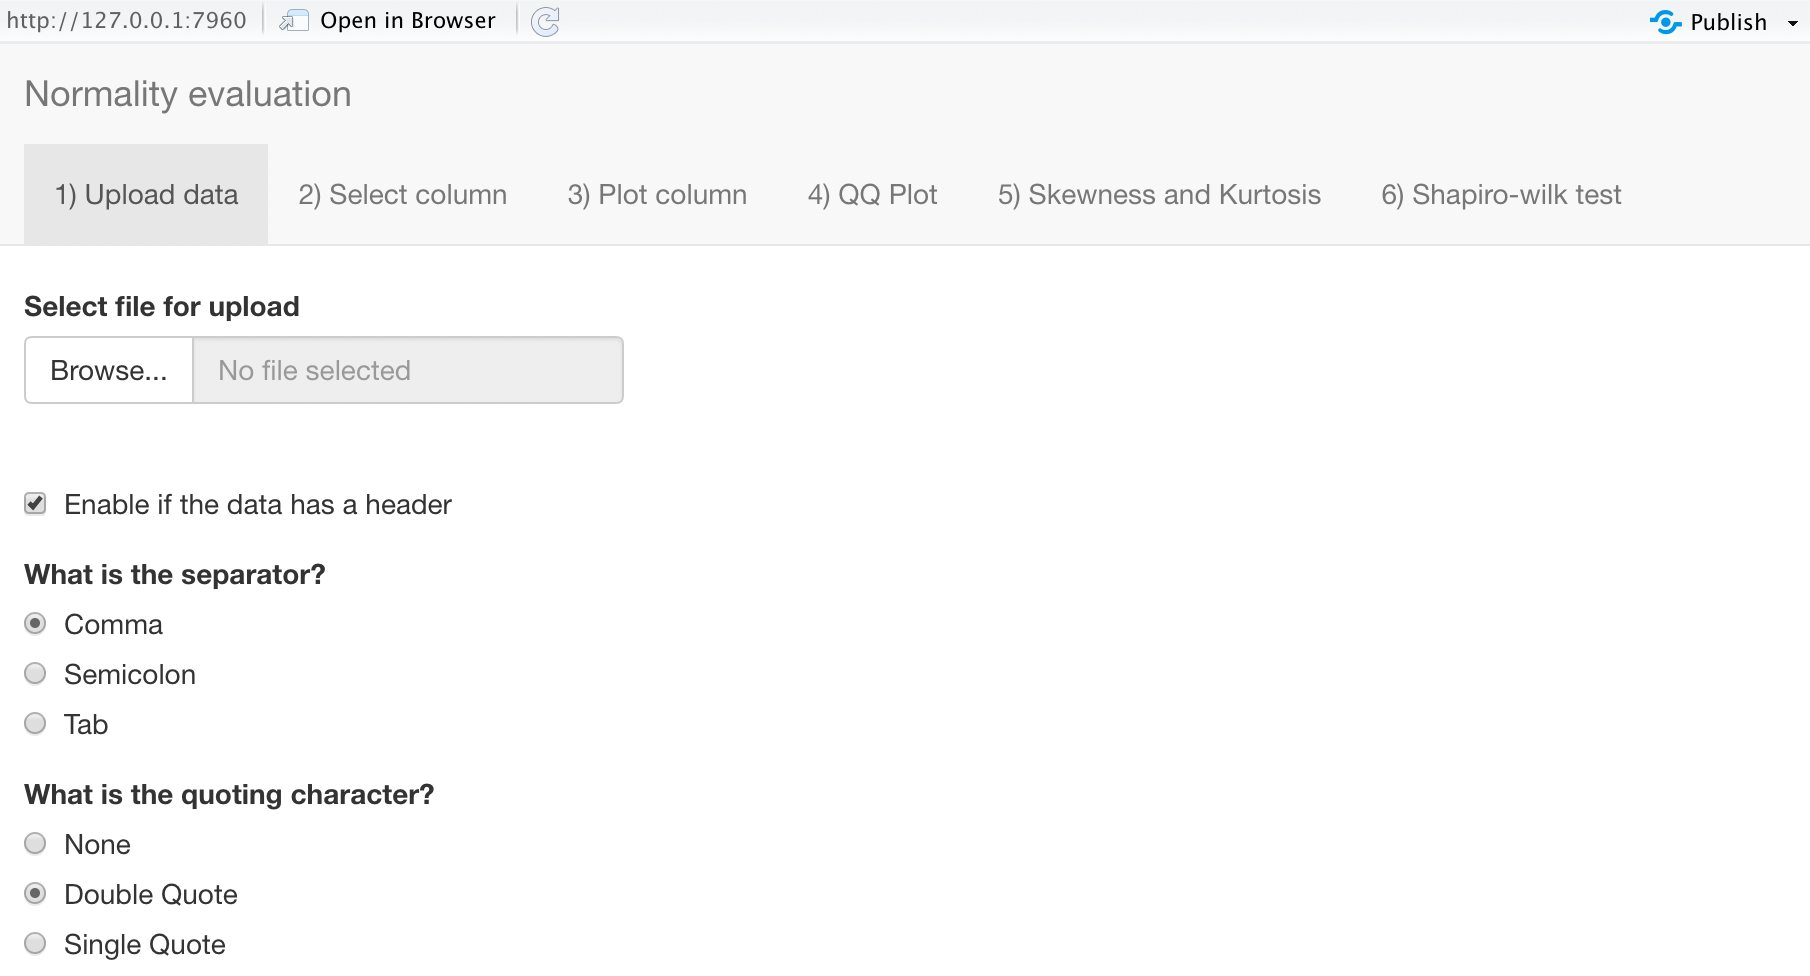 http://127.0.0.1:7960 Open in Browser Publish
Normality evaluation
1) Upload data 2) Select column 3) Plot column 4) QQ Plot 5) Skewness and Kurtosis 6) Shapiro-wilk test
Select file for upload
Browse... No file selected
Enable if the data has a header
What is the separator?
Comma
Semicolon
Tab
What is the quoting character?
None
Double Quote
Single Quote